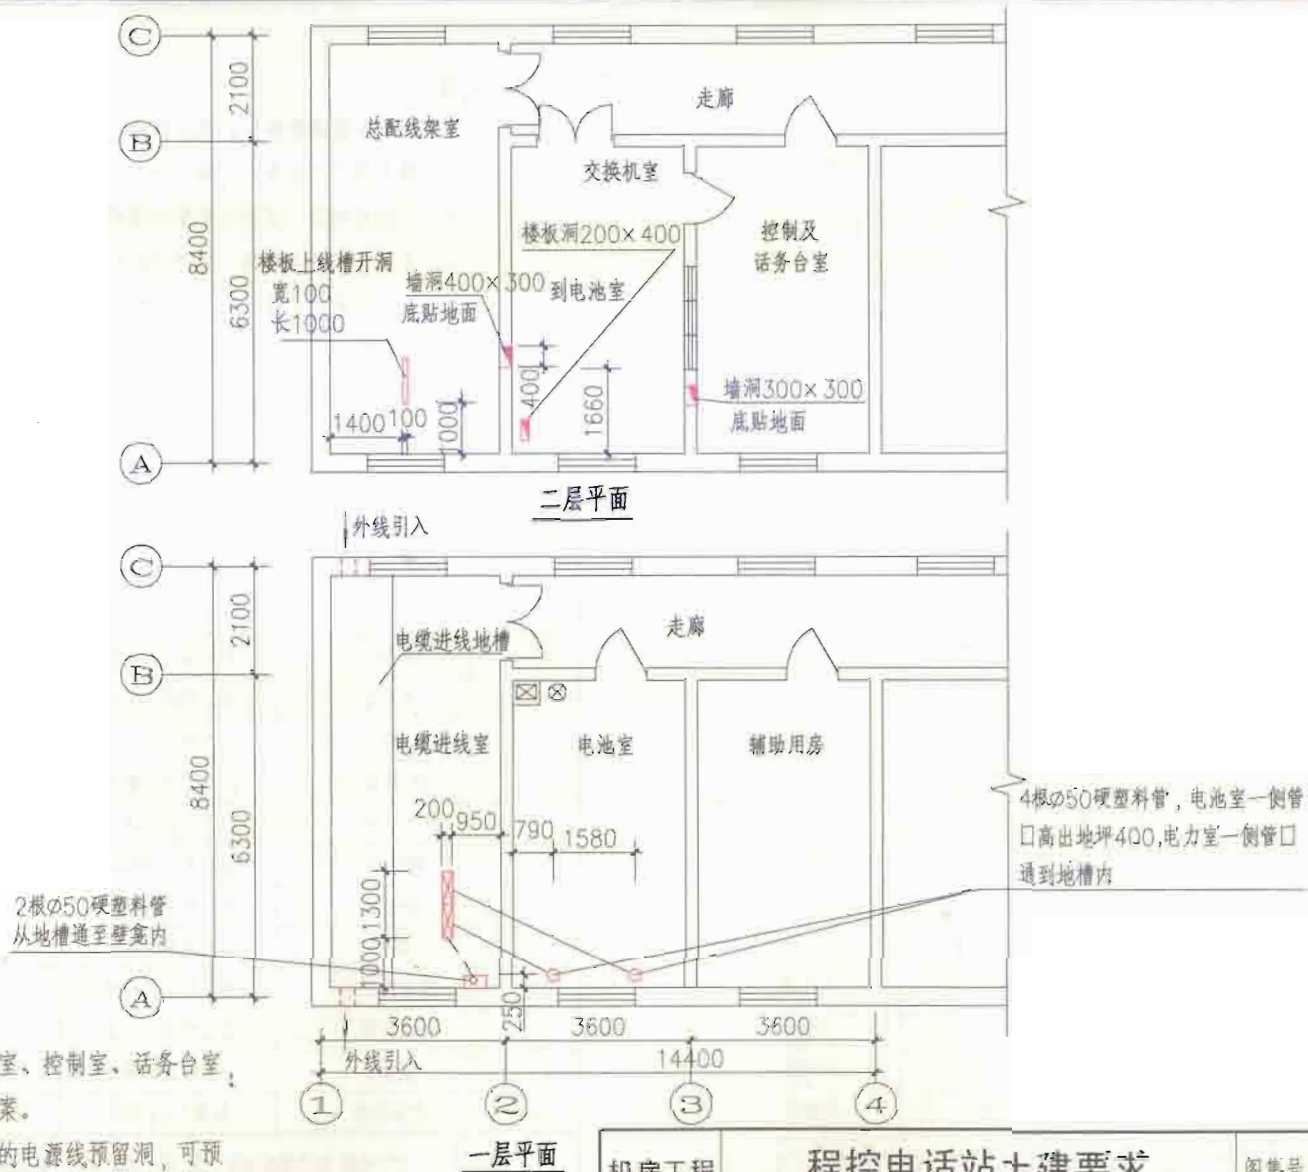 C
2100
B
8400
6300
A
走廊
总配线架室
交换机室
控制及
话务台室
楼板洞200×400
到电池室
楼板上线槽开洞
宽100
长1000
墙洞400×300
底贴地面
400
1660
墙洞300×300
底贴地面
1400
100
1000
二层平面
外线引入
C
2100
B
8400
6300
A
走廊
电缆进线地槽
电缆进线室
电池室
辅助用房
200
950
790
1580
1300
1000
250
4根ø50硬塑料管，电池室一侧管
口高出地坪400,电力室一侧管口
通到地槽内
2根ø50硬塑料管
从地槽通至壁龛内
3600
3600
3600
14400
外线引入
1
2
3
4
室、控制室、话务台室
案。
的电源线预留洞，可预
一层平面
机房工程
程控电话站土建要求
图集号